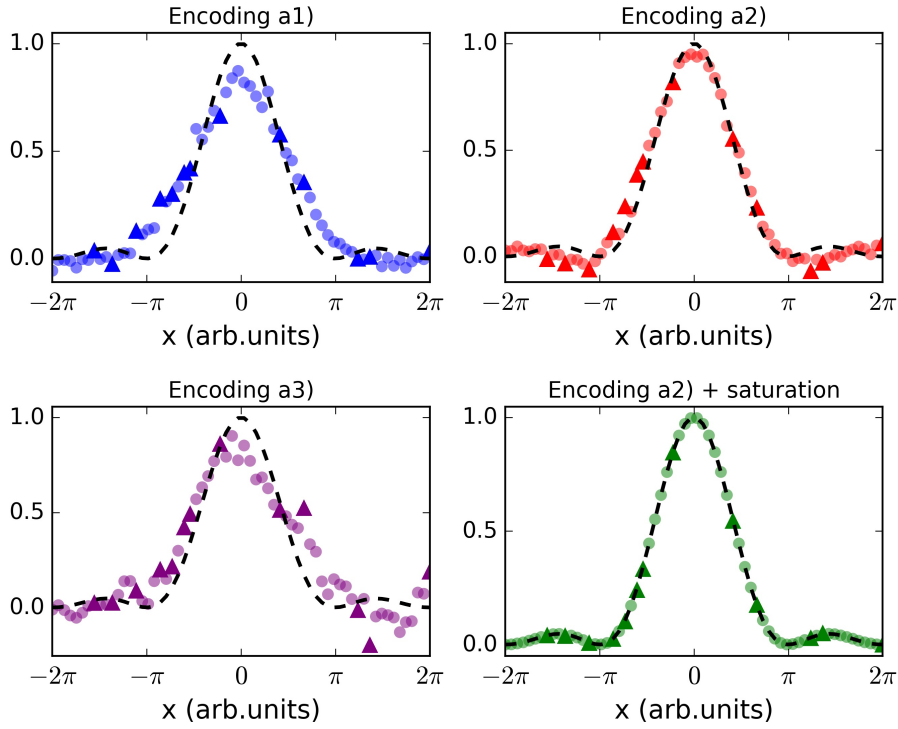 Encoding a1)
1.0
0.5
0.0
−2π −π 0 π 2π
x (arb.units)
Encoding a2)
1.0
0.5
0.0
−2π −π 0 π 2π
x (arb.units)
Encoding a3)
1.0
0.5
0.0
−2π −π 0 π 2π
x (arb.units)
Encoding a2) + saturation
1.0
0.5
0.0
−2π −π 0 π 2π
x (arb.units)